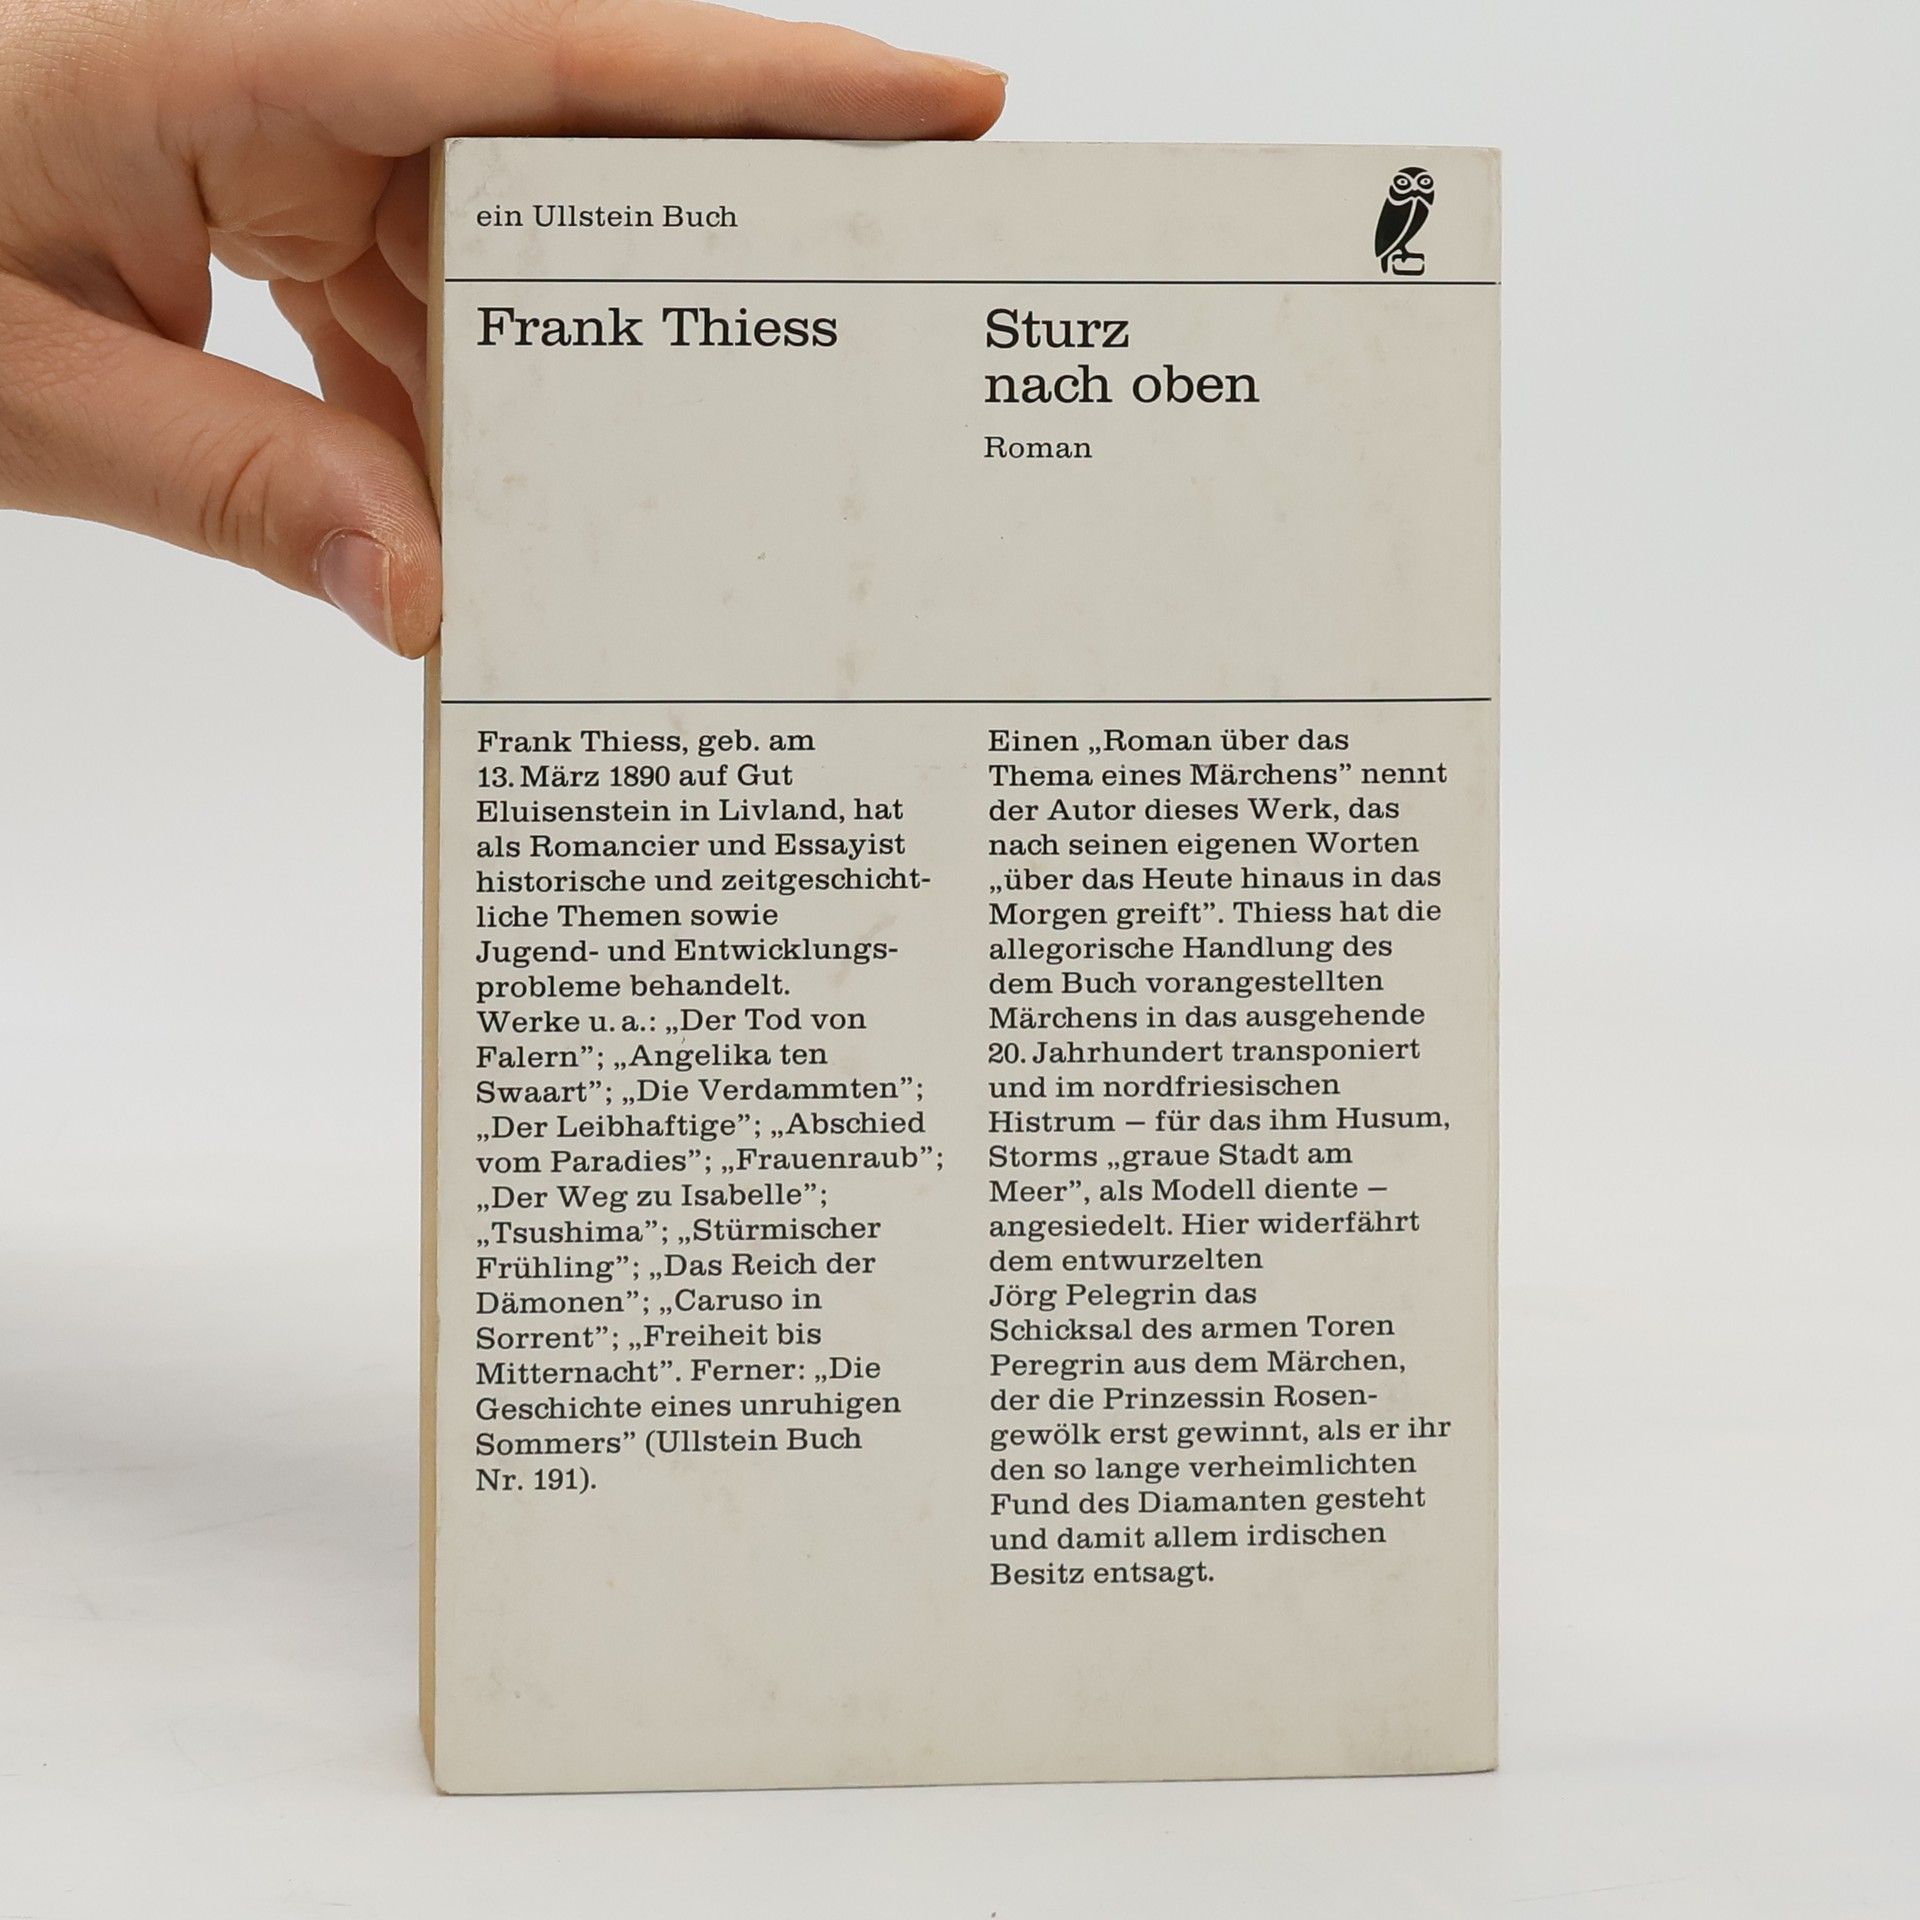 ein Ullstein Buch
Frank Thiess
Sturz
nach oben
Roman
Frank Thiess, geb. am
13. März 1890 auf Gut
Eluisenstein in Livland, hat
als Romancier und Essayist
historische und zeitgeschicht-
liche Themen sowie
Jugend- und Entwicklungs-
probleme behandelt.
Werke u. a.: „Der Tod von
Falern”; „Angelika ten
Swaart”; „Die Verdammten”;
„Der Leibhaftige”; „Abschied
vom Paradies”; „Frauenraub”;
„Der Weg zu Isabelle”;
„Tsushima”; „Stürmischer
Frühling”; „Das Reich der
Dämonen”; „Caruso in
Sorrent”; „Freiheit bis
Mitternacht”. Ferner: „Die
Geschichte eines unruhigen
Sommers” (Ullstein Buch
Nr. 191).
Einen „Roman über das
Thema eines Märchens” nennt
der Autor dieses Werk, das
nach seinen eigenen Worten
„über das Heute hinaus in das
Morgen greift”. Thiess hat die
allegorische Handlung des
dem Buch vorangestellten
Märchens in das ausgehende
20. Jahrhundert transponiert
und im nordfriesischen
Histrum – für das ihm Husum,
Storms „graue Stadt am
Meer”, als Modell diente –
angesiedelt. Hier widerfährt
dem entwurzelten
Jörg Pelegrin das
Schicksal des armen Toren
Peregrin aus dem Märchen,
der die Prinzessin Rosen-
gewölk erst gewinnt, als er ihr
den so lange verheimlichten
Fund des Diamanten gesteht
und damit allem irdischen
Besitz entsagt.